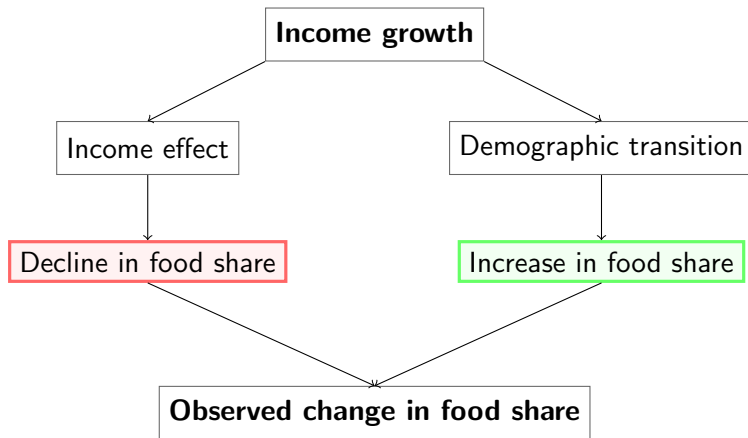 Income growth
Income effect
Demographic transition
Decline in food share
Increase in food share
Observed change in food share